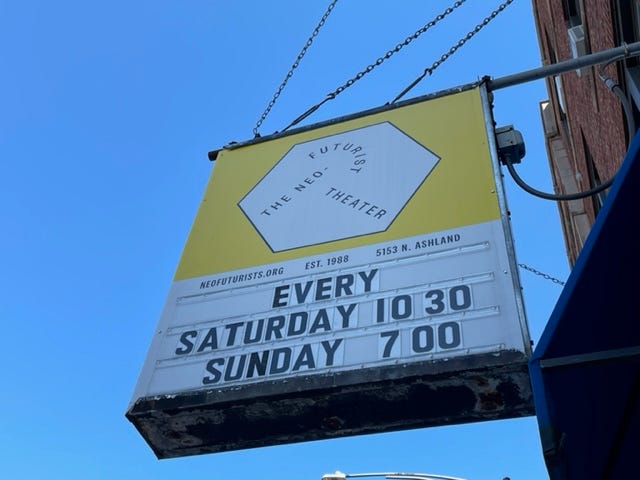 THE NEO-
FUTURIST
THEATER
NEOFUTURISTS.ORG EST. 1988 5153 N. ASHLAND
EVERY
SATURDAY 10 30
SUNDAY 7 00